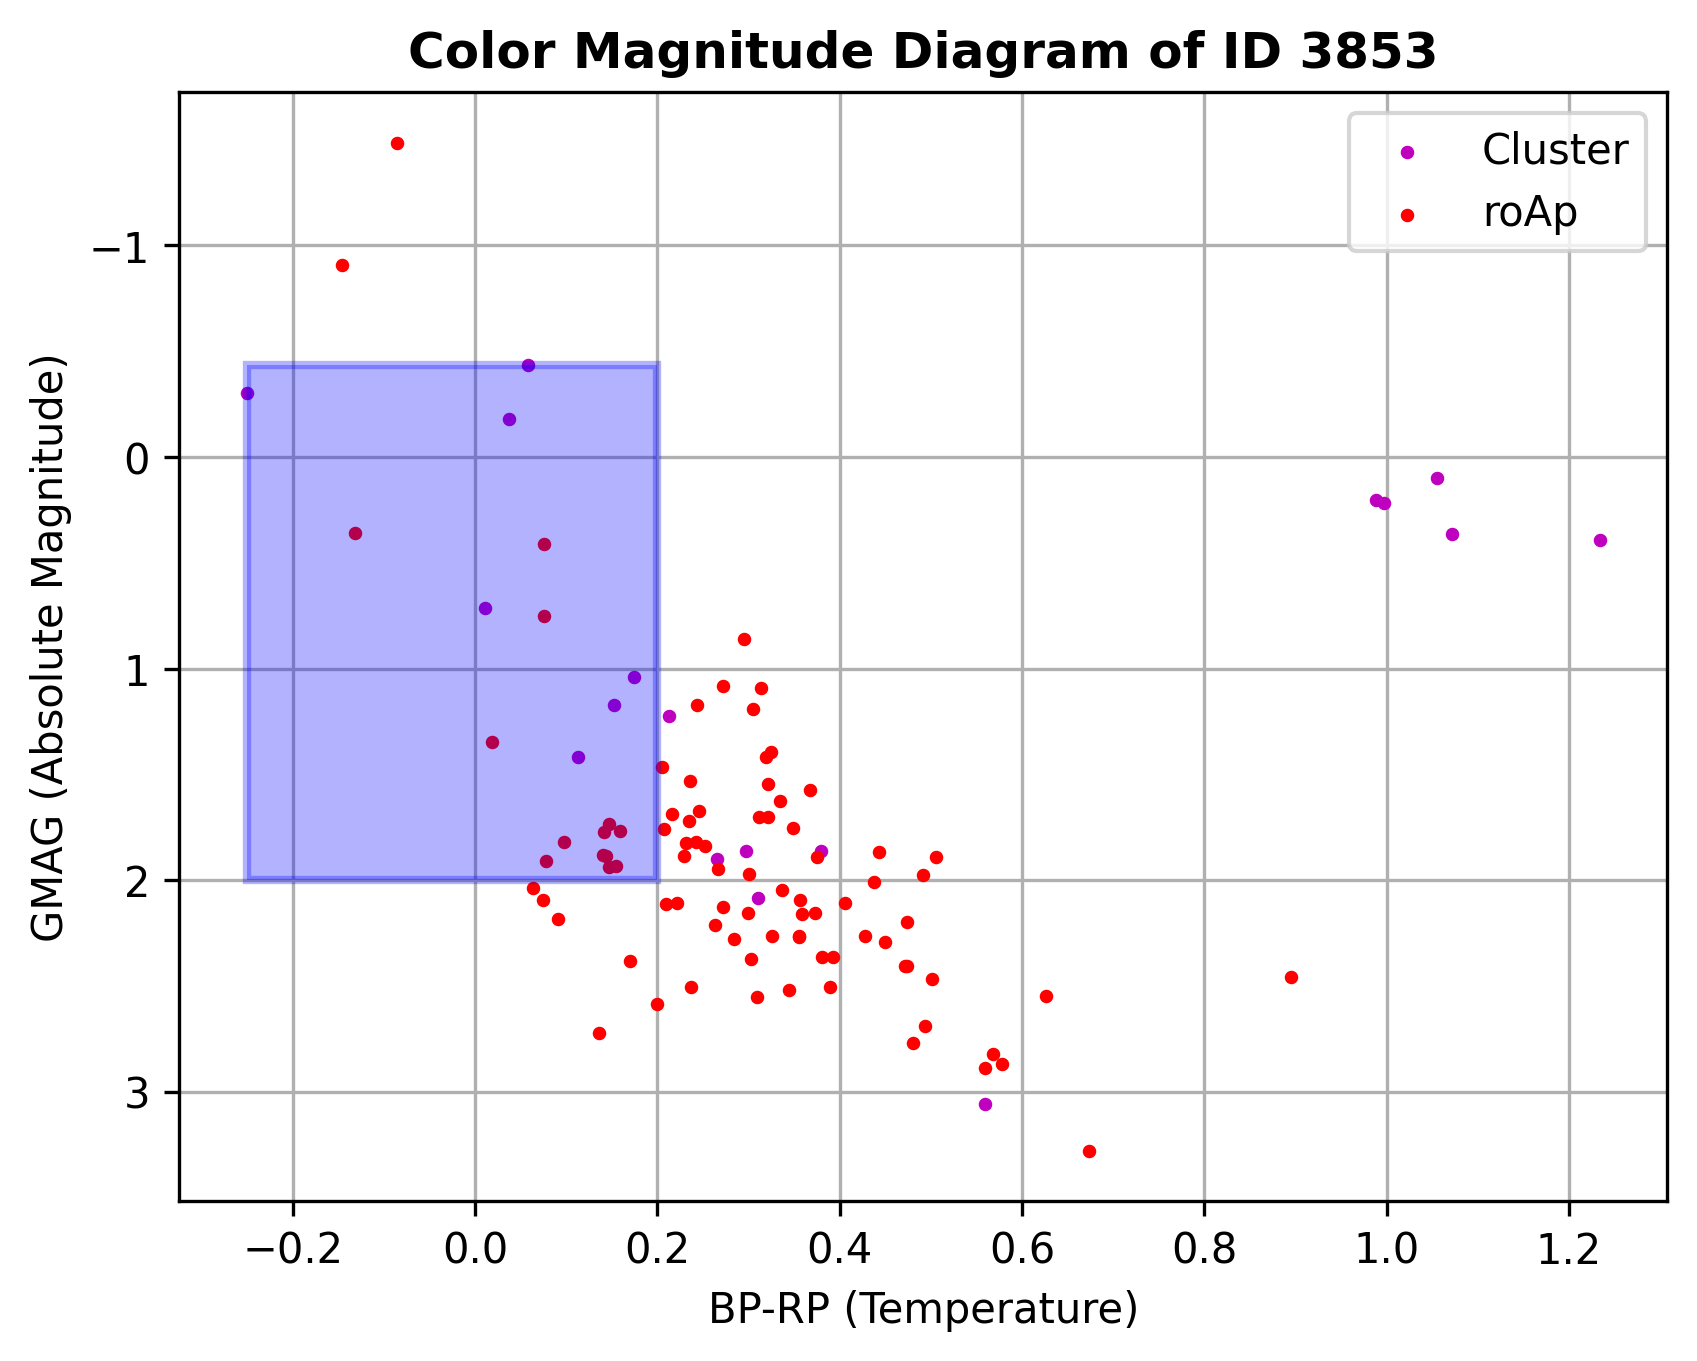 Color Magnitude Diagram of ID 3853
Cluster
roAp
−1
0
1
2
3
GMAG (Absolute Magnitude)
−0.2 0.0 0.2 0.4 0.6 0.8 1.0 1.2
BP-RP (Temperature)